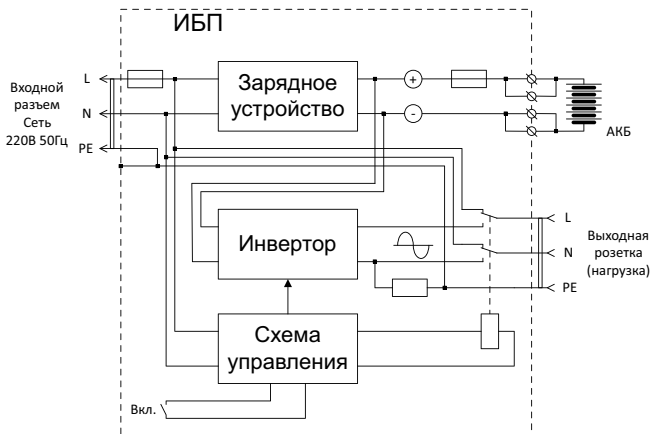 ИБП
L
N
PE
Входной
разъем
Сеть
220В 50Гц
Зарядное
устройство
+
-
АКБ
Инвертор
L
N
PE
Выходная
розетка
(нагрузка)
Схема
управления
Вкл.